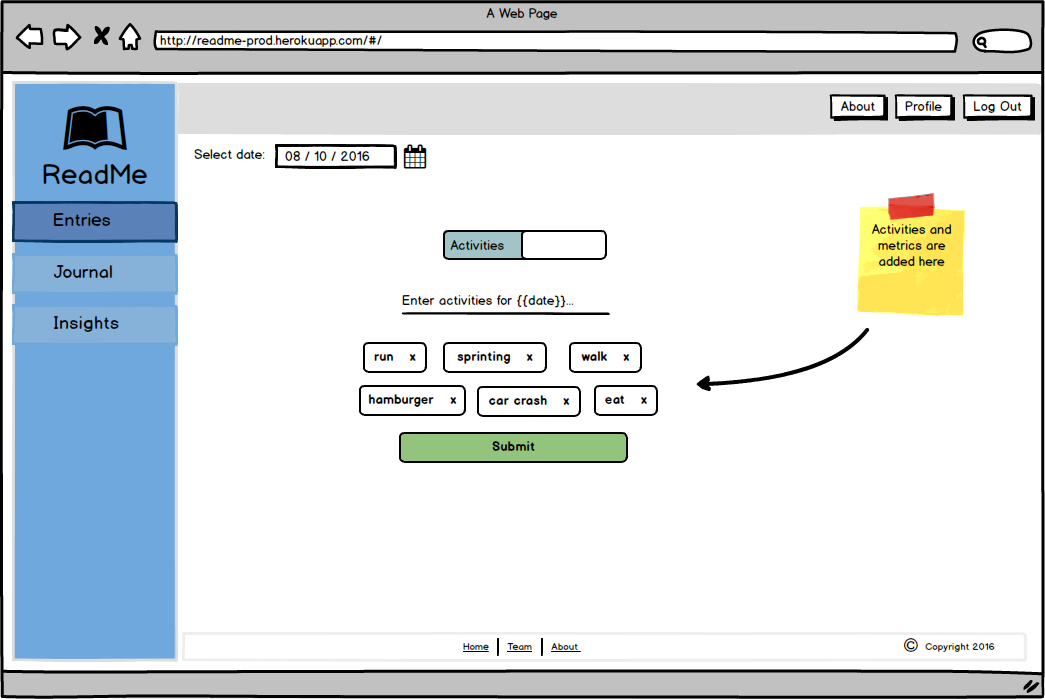 A Web Page
http://readme-prod.herokuapp.com/#/
About Profile Log Out
ReadMe
Entries
Journal
Insights
Select date: 08 / 10 / 2016
Activities
Enter activities for {{date}}...
run x sprinting x walk x
hamburger x car crash x eat x
Submit
Activities and
metrics are
added here
Home Team About
© Copyright 2016